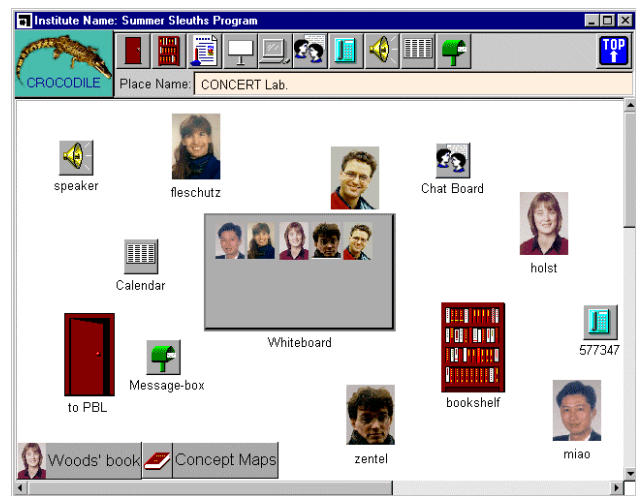 Institute Name: Summer Sleuths Program
TOP
CROCODILE
Place Name: CONCERT Lab.
speaker
fleschutz
Chat Board
holst
Calendar
Whiteboard
577347
to PBL
Message-box
bookshelf
zentel
miao
Woods' book
Concept Maps